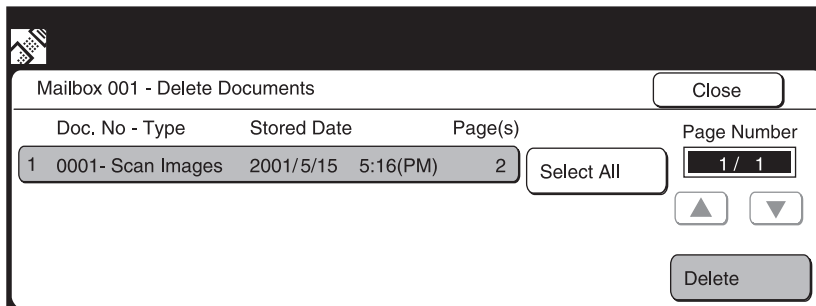 Mailbox 001 - Delete Documents Close
Doc. No - Type Stored Date Page(s) Page Number
1 0001- Scan Images 2001/5/15 5:16(PM) 2 Select All 1/ 1
Delete